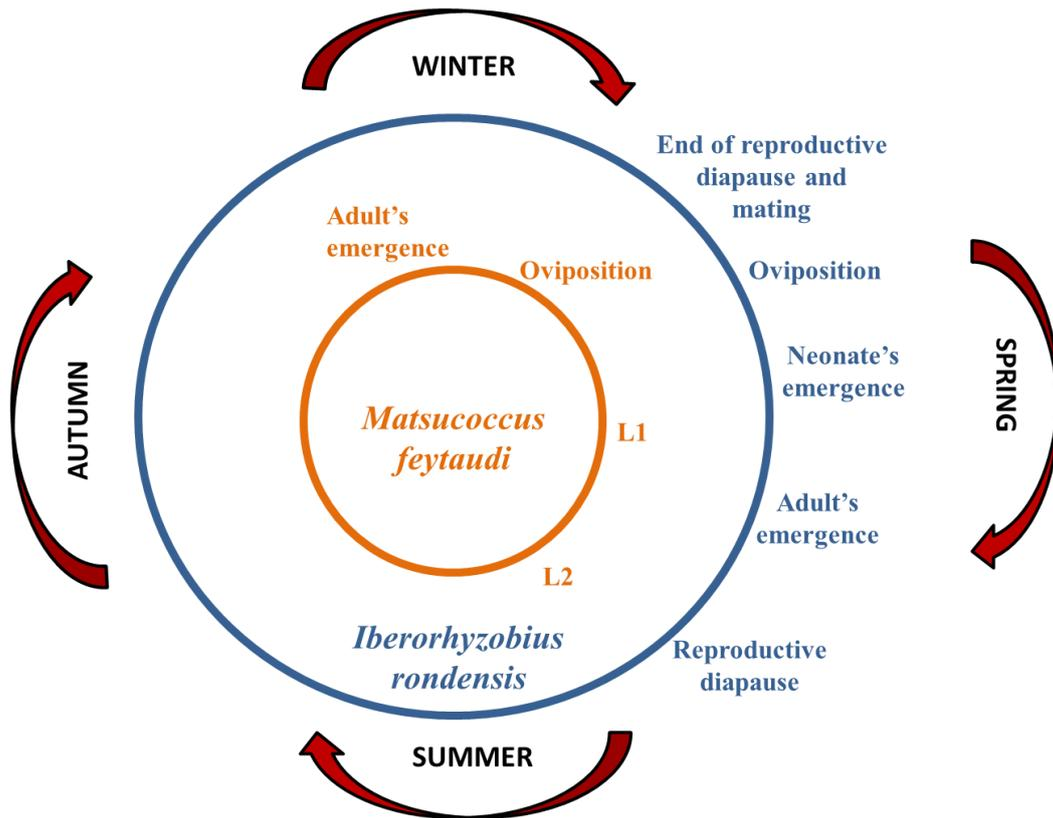 WINTER
End of reproductive
diapause and
mating
Adult’s
emergence
Oviposition
Oviposition
Neonate’s
emergence
SPRING
AUTUMN
Matsucoccus
feytaudi
L1
Adult’s
emergence
L2
Iberorhyzobius
rondensis
Reproductive
diapause
SUMMER